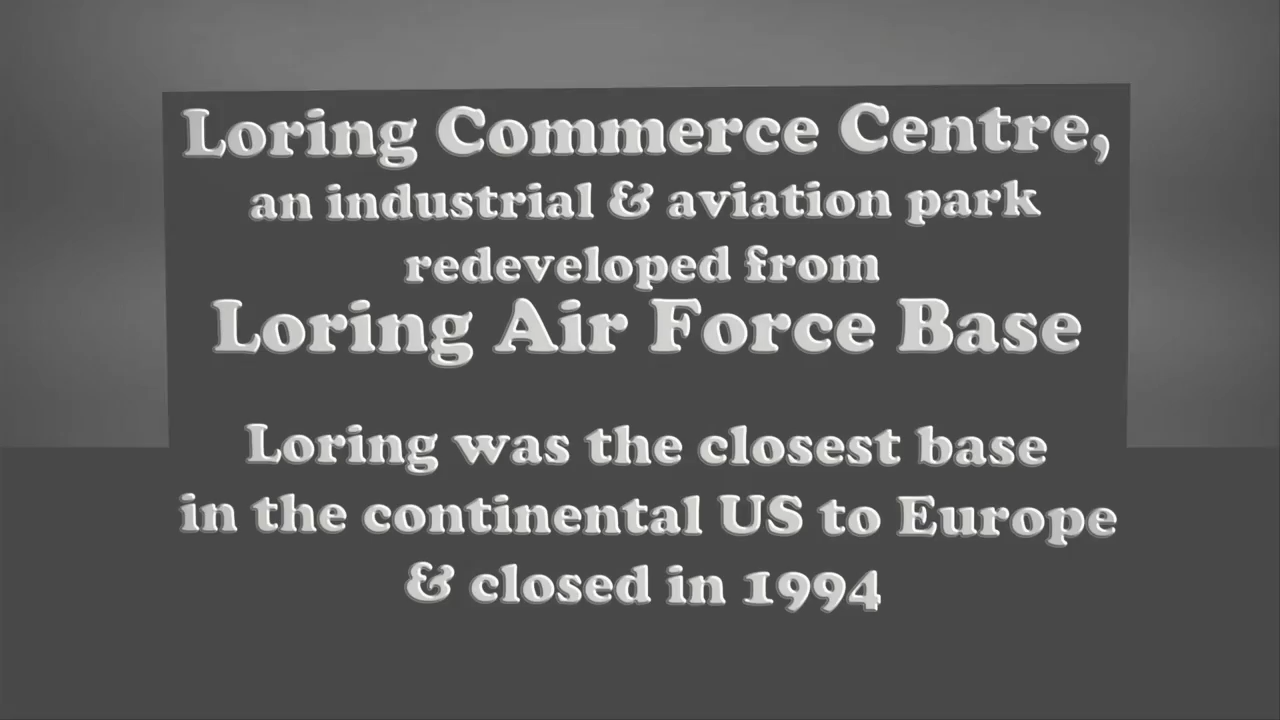 Loring Commerce Centre,
an industrial & aviation park
redeveloped from
Loring Air Force Base
Loring was the closest base
in the continental US to Europe
& closed in 1994